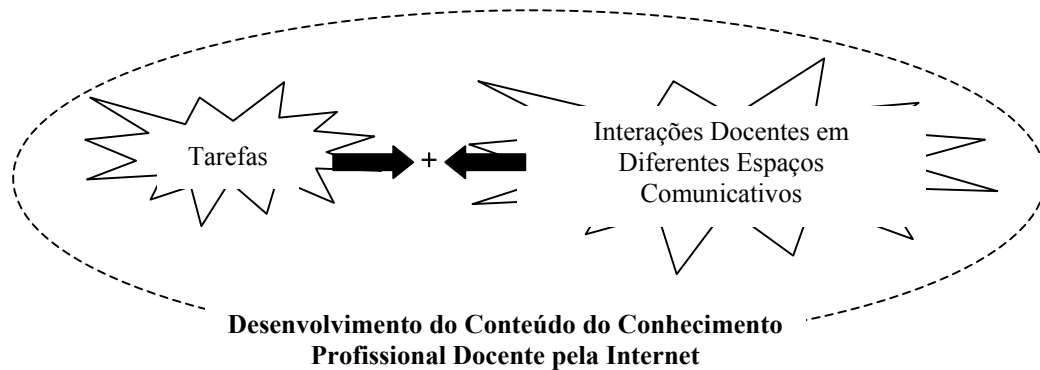 Tarefas
+
Interações Docentes em
Diferentes Espaços
Comunicativos
Desenvolvimento do Conteúdo do Conhecimento
Profissional Docente pela Internet